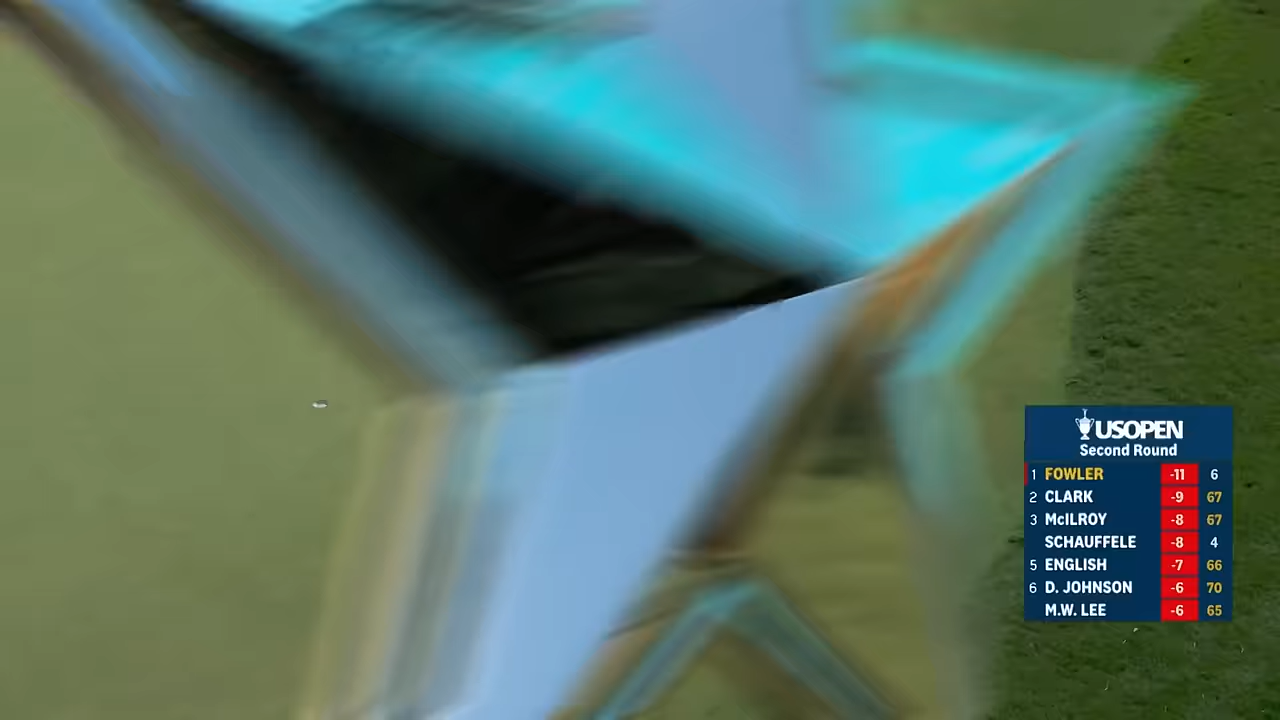 USOPEN
Second Round
1 FOWLER -11 6
2 CLARK -9 67
3 McILROY -8 67
SCHAUFFELE -8 4
5 ENGLISH -7 66
6 D. JOHNSON -6 70
M.W. LEE -6 65